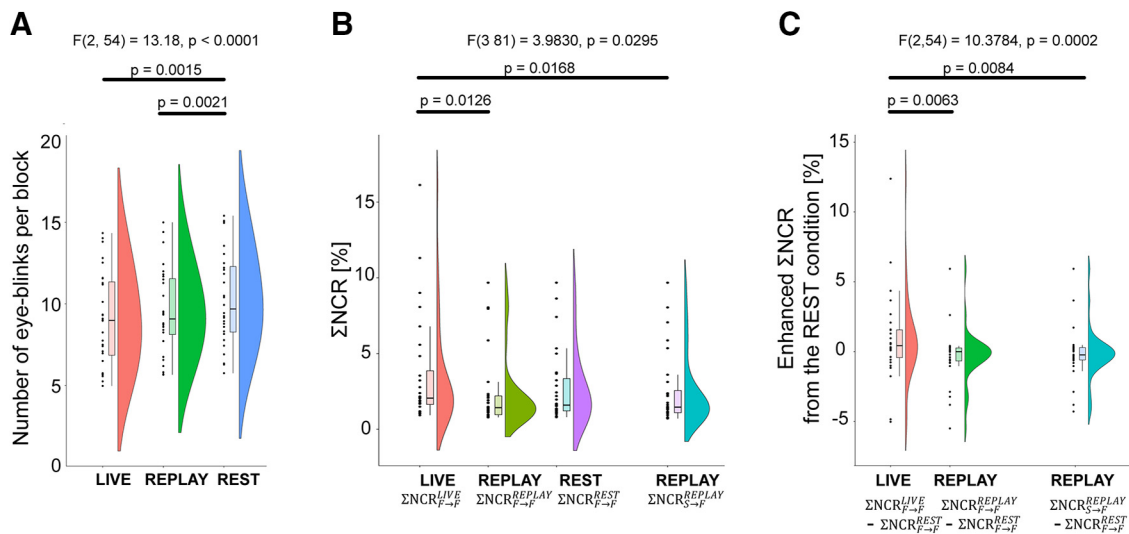 A
F(2, 54) = 13.18, p < 0.0001
p = 0.0015
p = 0.0021
Number of eye-blinks per block
20
15
10
5
0
LIVE REPLAY REST
B
F(3 81) = 3.9830, p = 0.0295
p = 0.0168
p = 0.0126
ΣNCR [%]
15
10
5
0
LIVE REPLAY REST REPLAY
ΣNCR^{LIVE}_{F→F} ΣNCR^{REPLAY}_{F→F} ΣNCR^{REST}_{F→F} ΣNCR^{REPLAY}_{S→F}
C
F(2,54) = 10.3784, p = 0.0002
p = 0.0084
p = 0.0063
Enhanced ΣNCR
from the REST condition [%]
15
10
5
0
-5
LIVE REPLAY REPLAY
ΣNCR^{LIVE}_{F→F} ΣNCR^{REPLAY}_{F→F} ΣNCR^{REPLAY}_{S→F}
- ΣNCR^{REST}_{F→F} - ΣNCR^{REST}_{F→F} - ΣNCR^{REST}_{F→F}